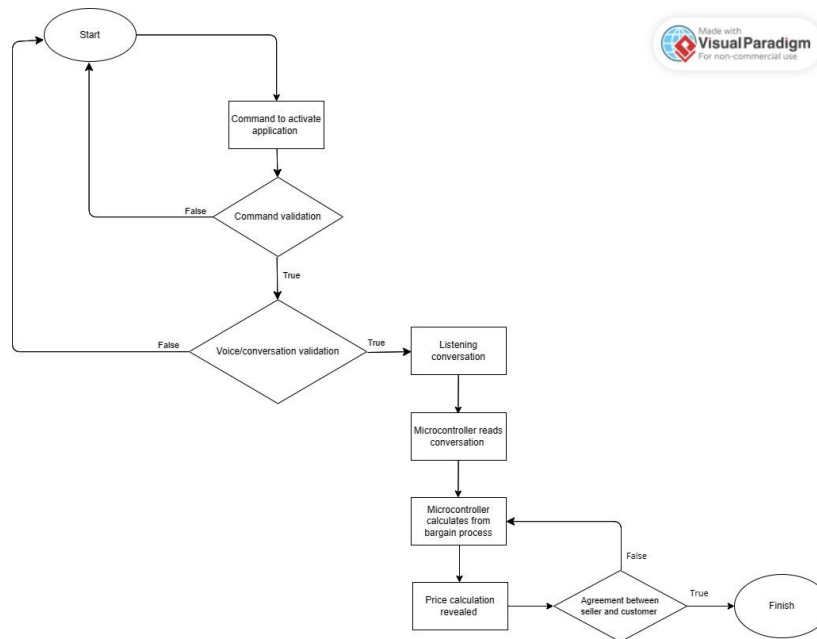 Start
Made with
VisualParadigm
For non-commercial use
Command to activate
application
Command validation
False
True
Voice/conversation validation
False
True
Listening
conversation
Microcontroller reads
conversation
Microcontroller
calculates from
bargain process
False
Price calculation
revealed
Agreement between
seller and customer
True
Finish